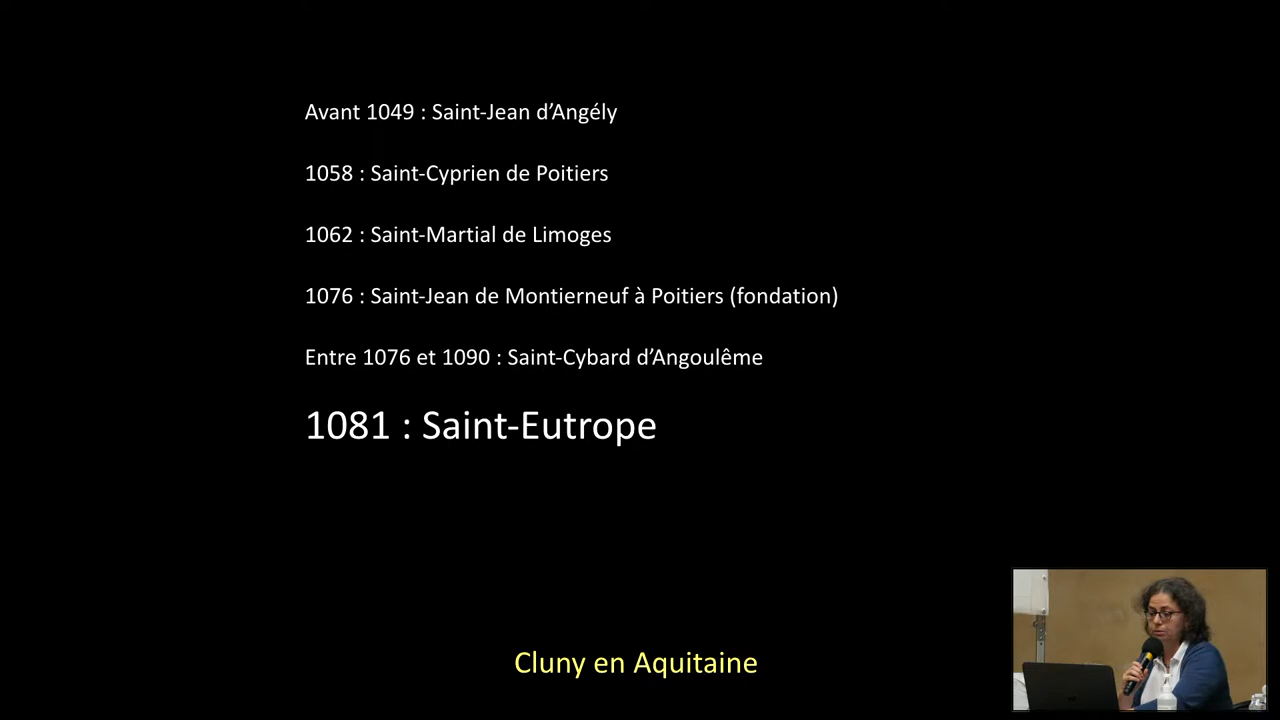 Avant 1049 : Saint-Jean d’Angély
1058 : Saint-Cyprien de Poitiers
1062 : Saint-Martial de Limoges
1076 : Saint-Jean de Montierneuf à Poitiers (fondation)
Entre 1076 et 1090 : Saint-Cybard d’Angoulême
1081 : Saint-Eutrope
Cluny en Aquitaine